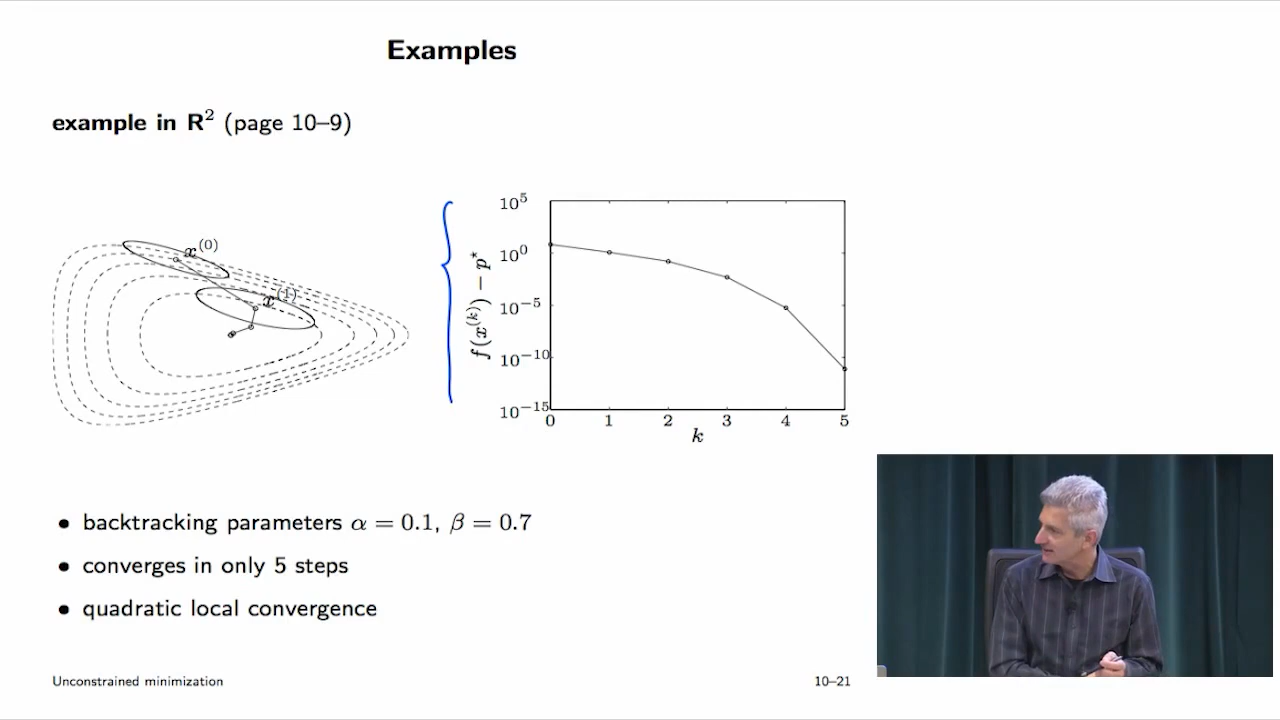 Examples
example in R² (page 10–9)
x⁽⁰⁾
x⁽¹⁾
f(x⁽ᵏ⁾) − p⋆
10⁵
10⁰
10⁻⁵
10⁻¹⁰
10⁻¹⁵
0 1 2 3 4 5
k
• backtracking parameters α = 0.1, β = 0.7
• converges in only 5 steps
• quadratic local convergence
Unconstrained minimization 10–21